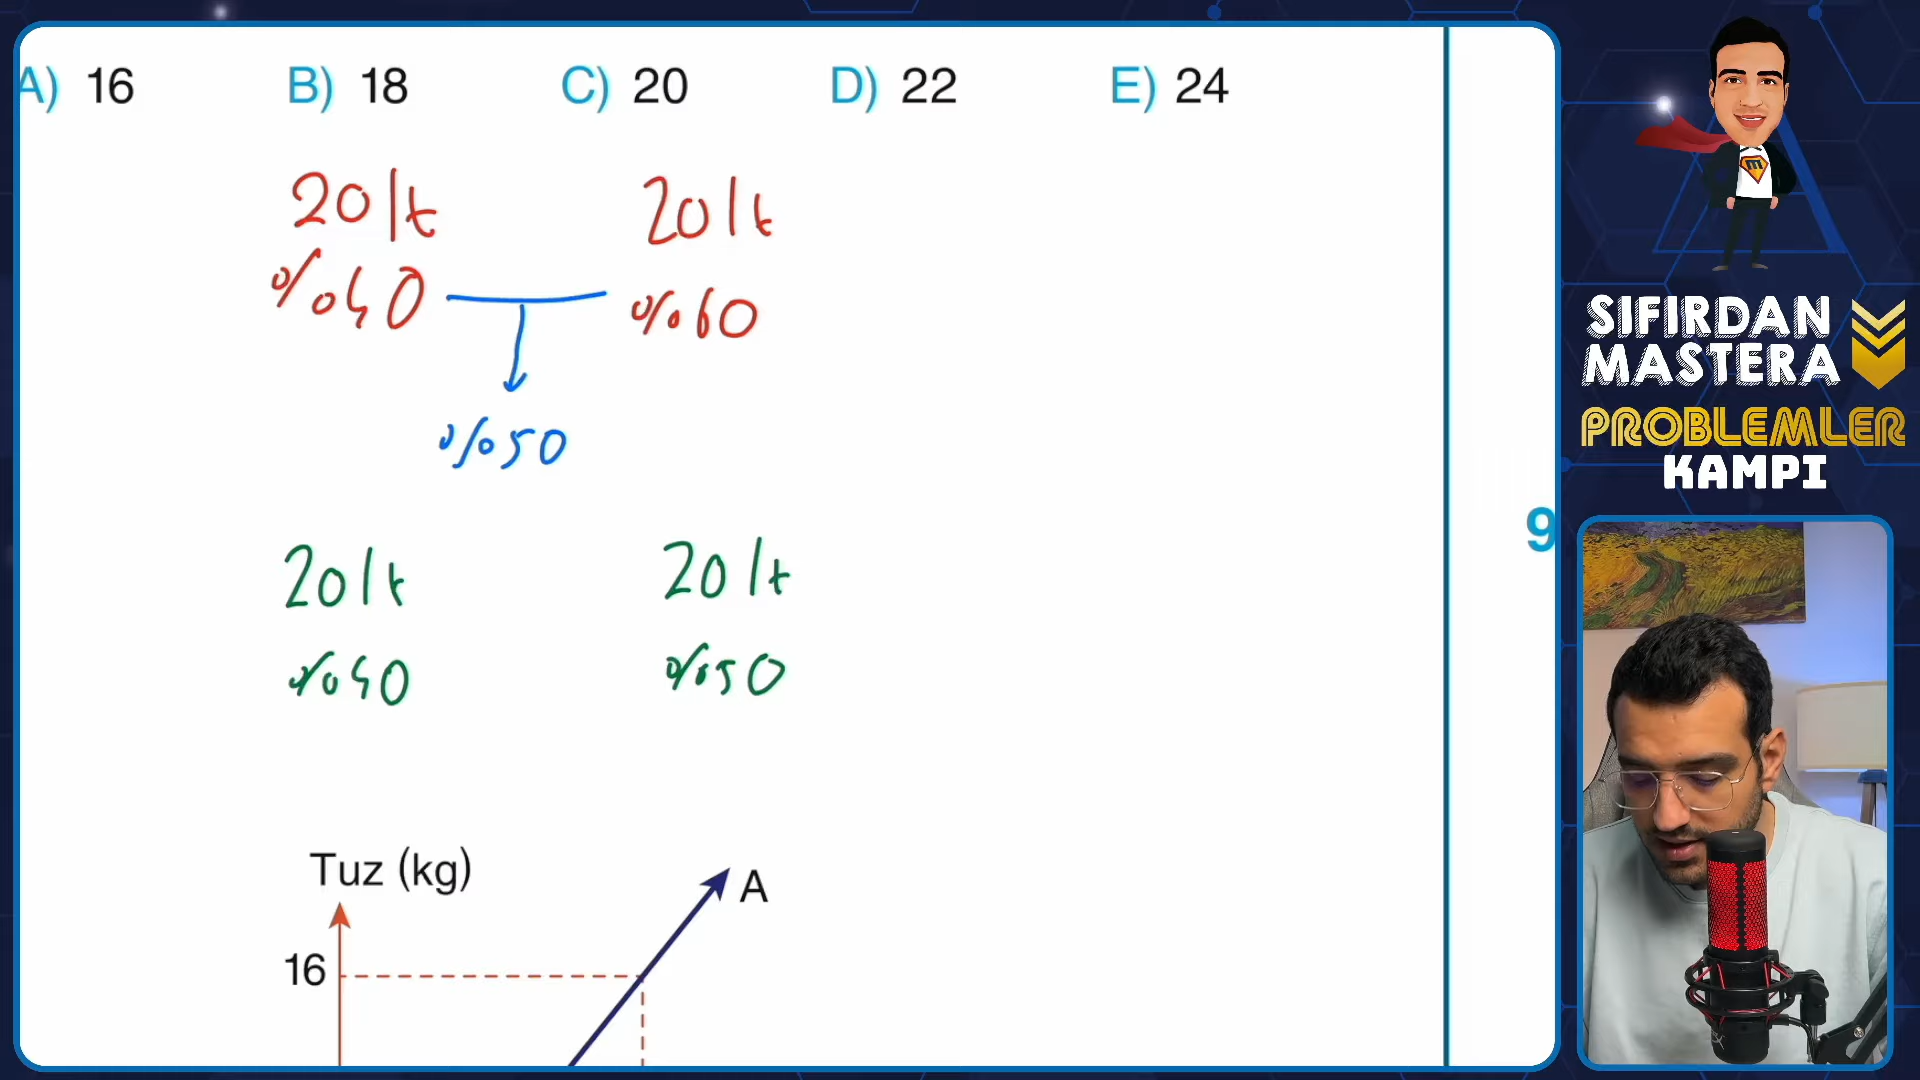 A) 16 B) 18 C) 20 D) 22 E) 24
20 lt 20 lt
%40 %60
%50
20 lt 20 lt
%40 %50
Tuz (kg)
A
16
9
m
SIFIRDAN
MASTERA
PROBLEMLER
KAMPI